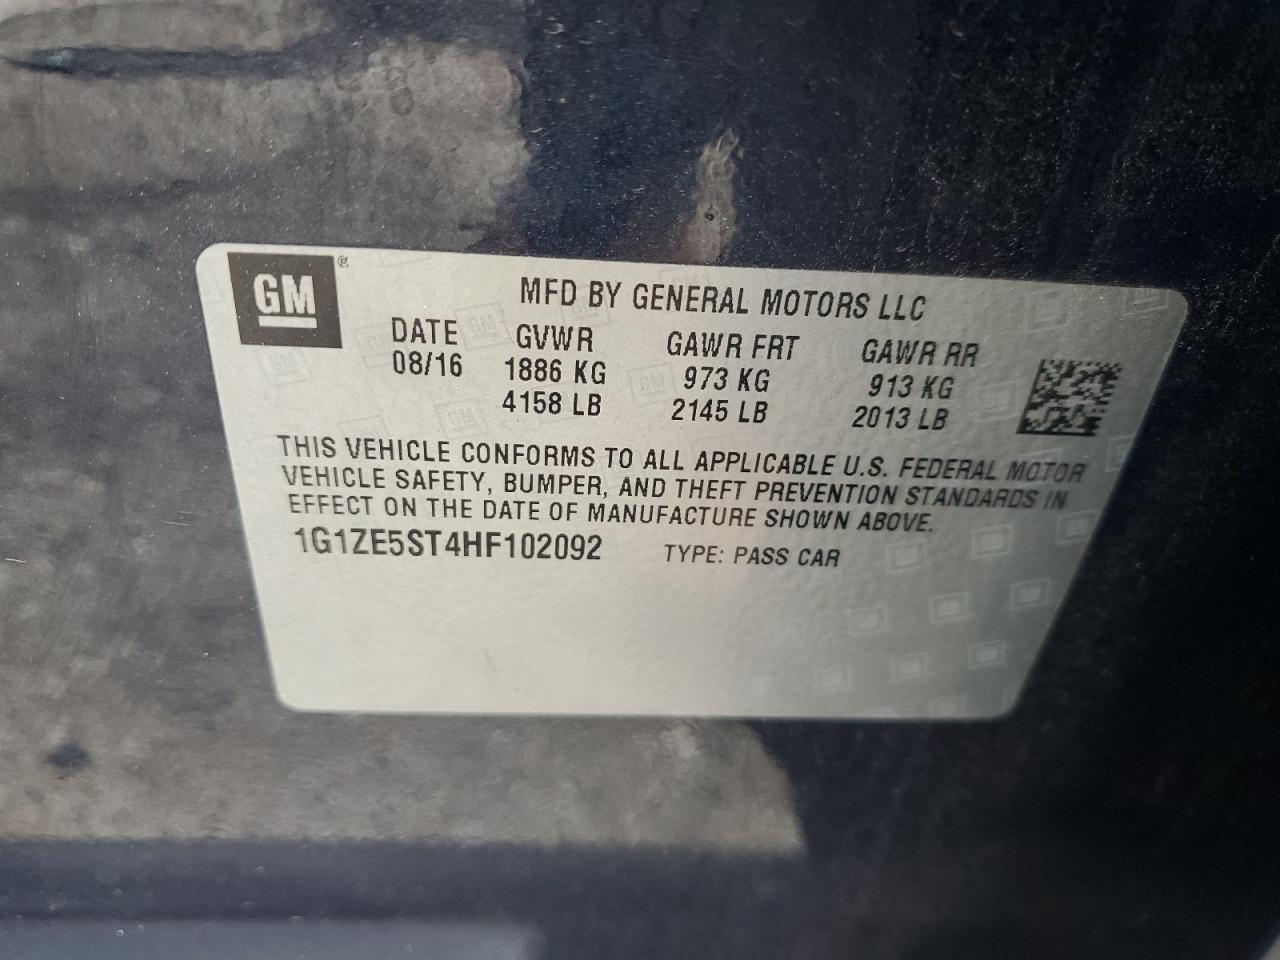 GM ®
MFD BY GENERAL MOTORS LLC
DATE GVWR GAWR FRT GAWR RR
08/16 1886 KG 973 KG 913 KG
4158 LB 2145 LB 2013 LB
THIS VEHICLE CONFORMS TO ALL APPLICABLE U.S. FEDERAL MOTOR
VEHICLE SAFETY, BUMPER, AND THEFT PREVENTION STANDARDS IN
EFFECT ON THE DATE OF MANUFACTURE SHOWN ABOVE.
1G1ZE5ST4HF102092 TYPE: PASS CAR